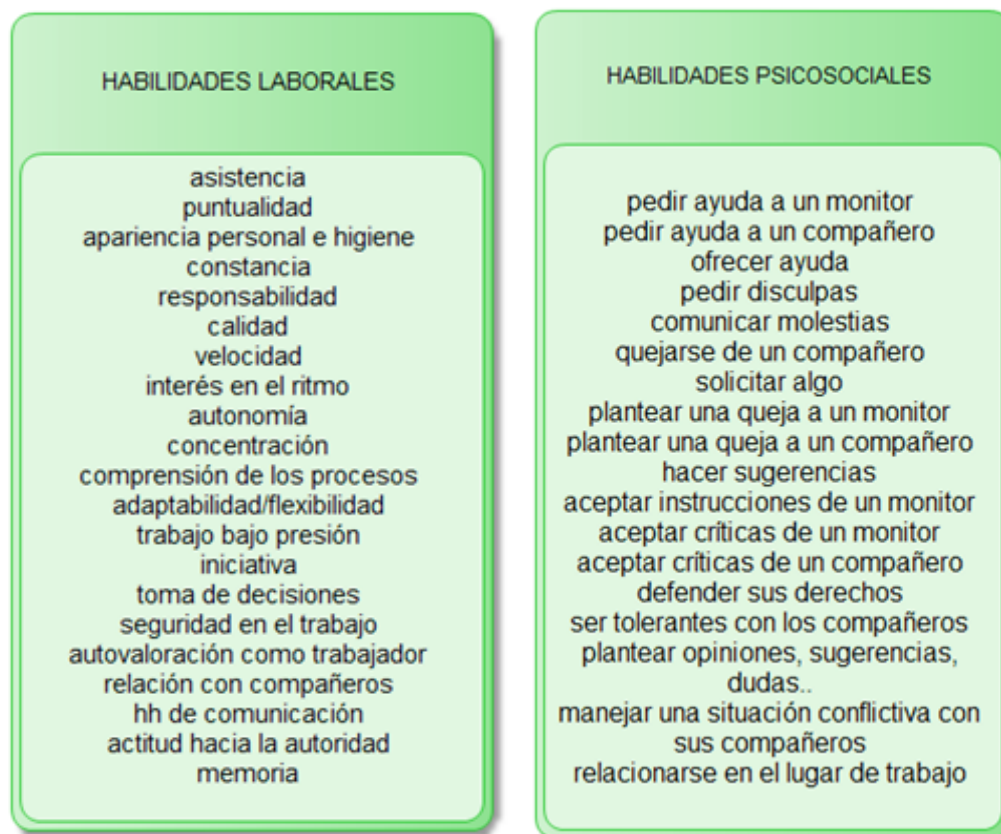 HABILIDADES LABORALES
asistencia
puntualidad
apariencia personal e higiene
constancia
responsabilidad
calidad
velocidad
interés en el ritmo
autonomía
concentración
comprensión de los procesos
adaptabilidad/flexibilidad
trabajo bajo presión
iniciativa
toma de decisiones
seguridad en el trabajo
autovaloración como trabajador
relación con compañeros
hh de comunicación
actitud hacia la autoridad
memoria
HABILIDADES PSICOSOCIALES
pedir ayuda a un monitor
pedir ayuda a un compañero
ofrecer ayuda
pedir disculpas
comunicar molestias
quejarse de un compañero
solicitar algo
plantear una queja a un monitor
plantear una queja a un compañero
hacer sugerencias
aceptar instrucciones de un monitor
aceptar críticas de un monitor
aceptar críticas de un compañero
defender sus derechos
ser tolerantes con los compañeros
plantear opiniones, sugerencias,
dudas..
manejar una situación conflictiva con
sus compañeros
relacionarse en el lugar de trabajo